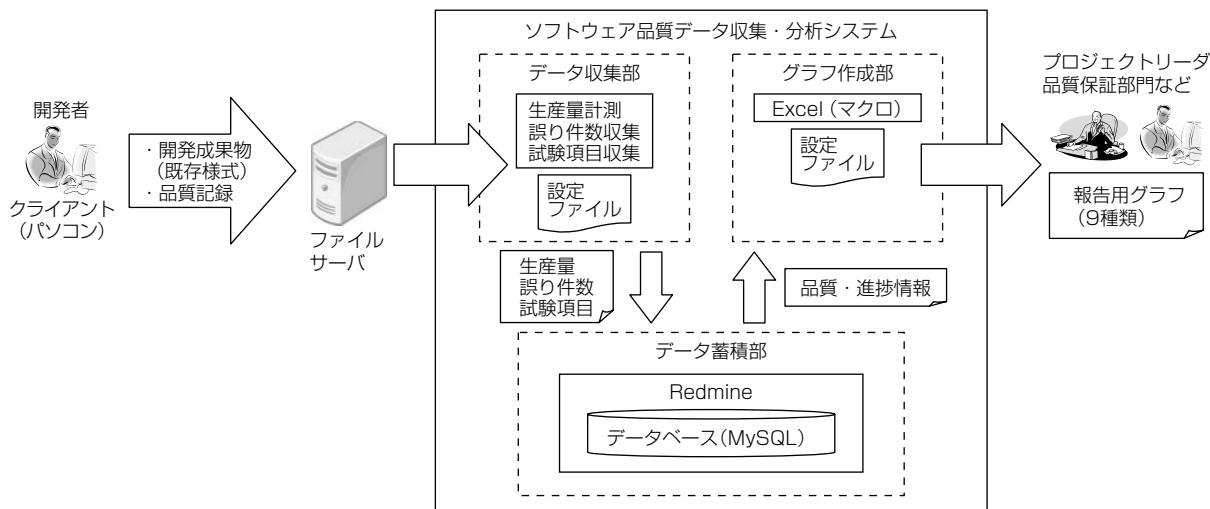 ソフトウェア品質データ収集・分析システム
開発者
クライアント
(パソコン)
・開発成果物
(既存様式)
・品質記録
ファイル
サーバ
データ収集部
生産量計測
誤り件数収集
試験項目収集
設定
ファイル
生産量
誤り件数
試験項目
グラフ作成部
Excel(マクロ)
設定
ファイル
品質・進捗情報
データ蓄積部
Redmine
データベース(MySQL)
プロジェクトリーダ
品質保証部門など
報告用グラフ
(9種類)